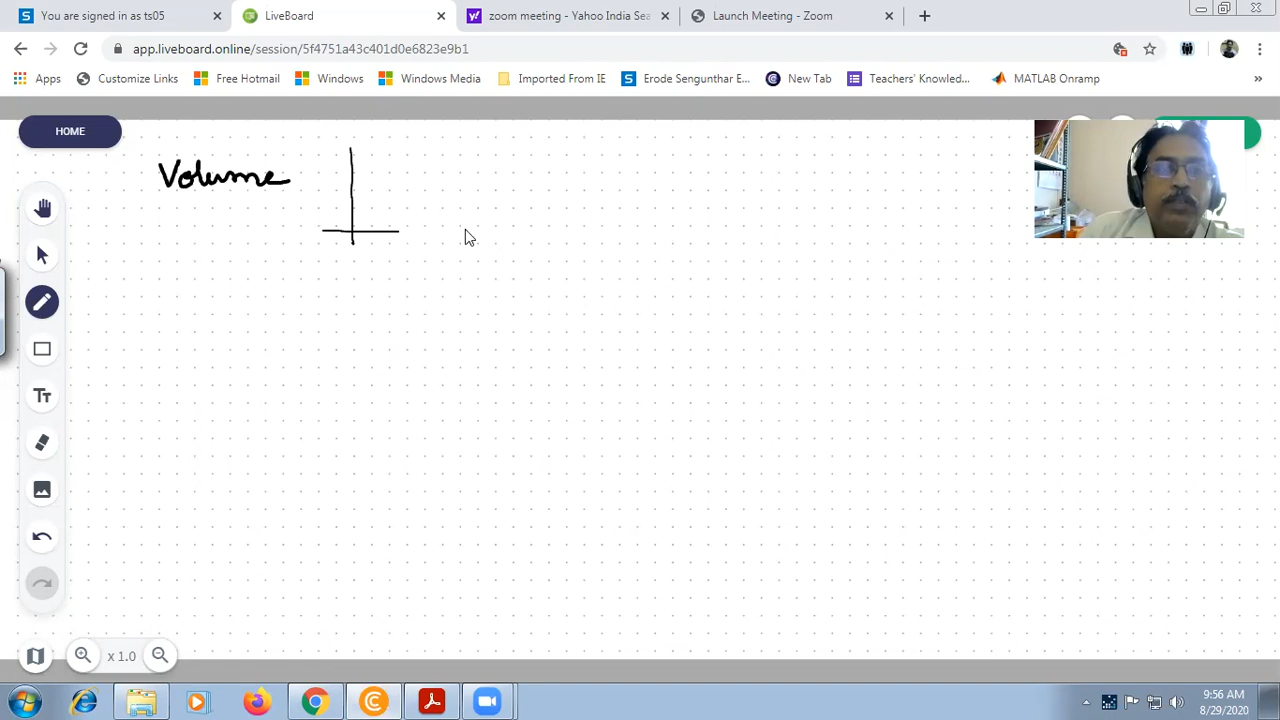 You are signed in as ts05
LiveBoard
zoom meeting - Yahoo India Sea
Launch Meeting - Zoom
app.liveboard.online/session/5f4751a43c401d0e6823e9b1
Apps
Customize Links
Free Hotmail
Windows
Windows Media
Imported From IE
Erode Sengunthar E...
New Tab
Teachers' Knowled...
MATLAB Onramp
HOME
Volume
Tт
x 1.0
9:56 AM
8/29/2020